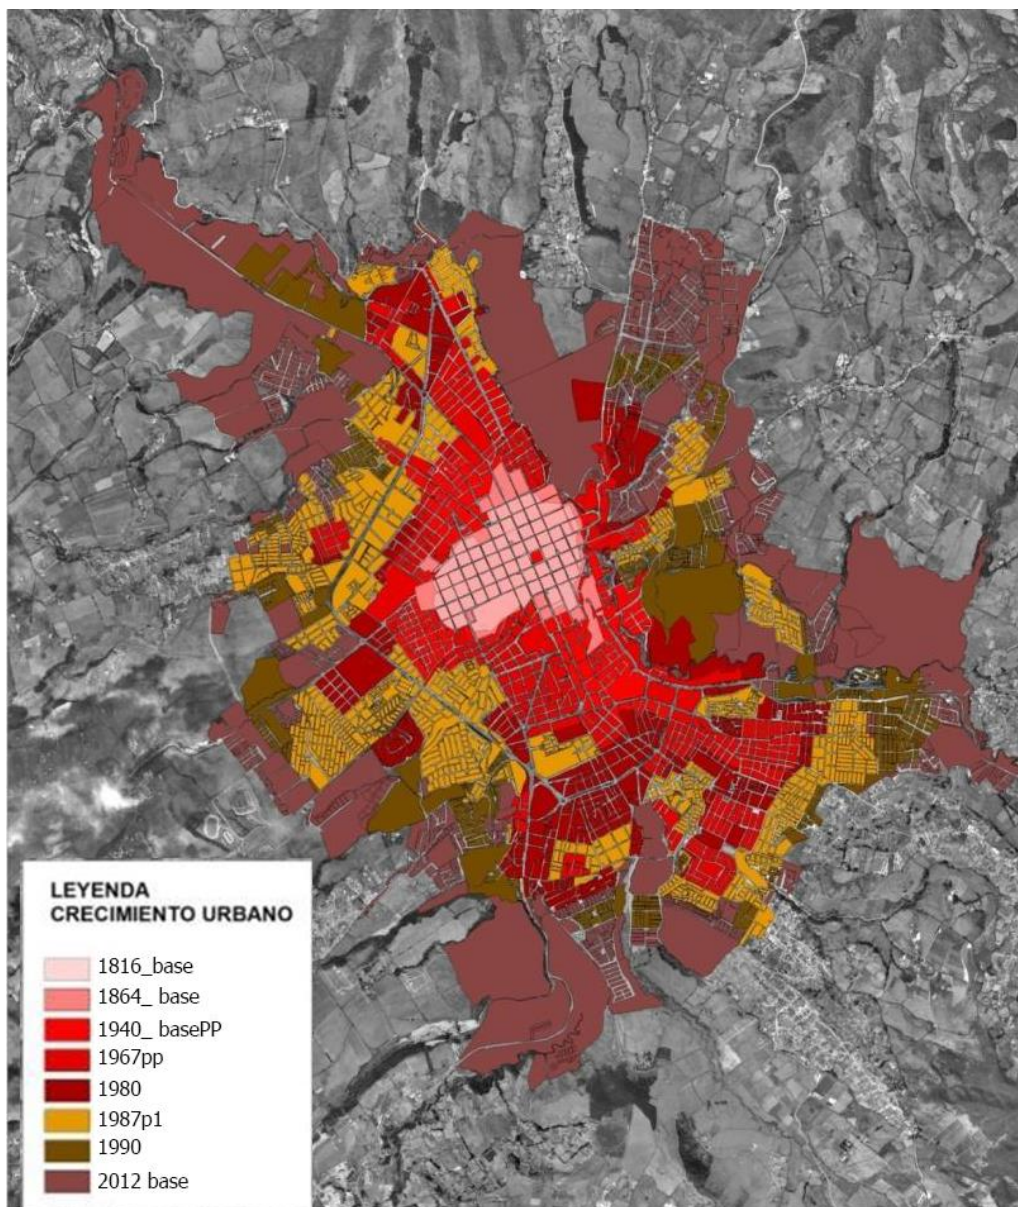 LEYENDA
CRECIMIENTO URBANO
1816_base
1864_ base
1940_ basePP
1967pp
1980
1987p1
1990
2012 base